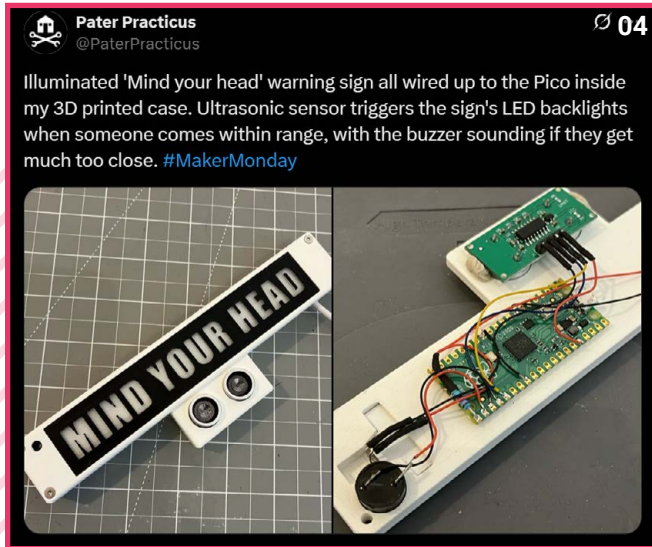 Pater Practicus
@PaterPracticus
04
Illuminated 'Mind your head' warning sign all wired up to the Pico inside
my 3D printed case. Ultrasonic sensor triggers the sign's LED backlights
when someone comes within range, with the buzzer sounding if they get
much too close. #MakerMonday
MIND YOUR HEAD